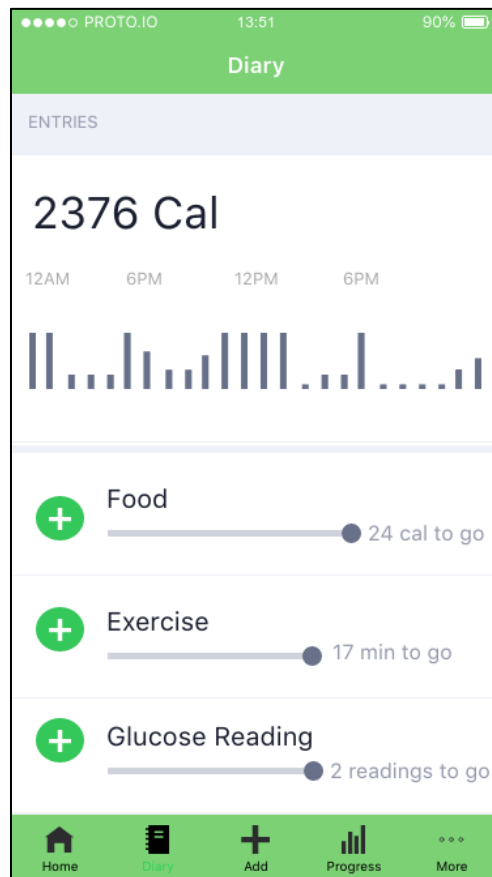 PROTO.IO 13:51 90%
Diary
ENTRIES
2376 Cal
12AM 6PM 12PM 6PM
Food
24 cal to go
Exercise
17 min to go
Glucose Reading
2 readings to go
Home Diary Add Progress More